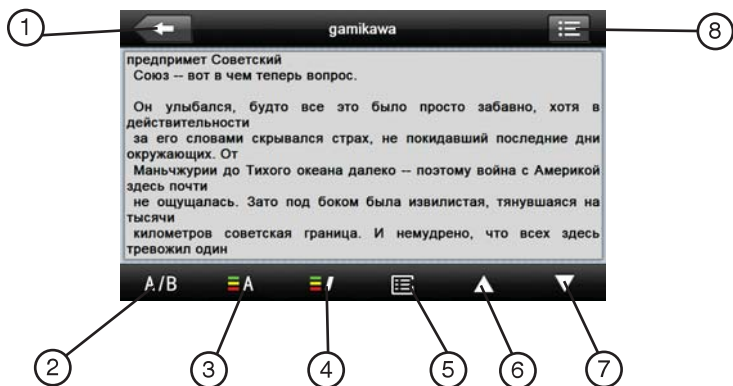 1
gamikawa
8
предпримет Советский
Союз -- вот в чем теперь вопрос.
Он улыбался, будто все это было просто забавно, хотя в
действительности
за его словами скрывался страх, не покидавший последние дни
окружающих. От
Маньчжурии до Тихого океана далеко -- поэтому война с Америкой
здесь почти
не ощущалась. Зато под боком была извилистая, тянувшаяся на
тысячи
километров советская граница. И немудрено, что всех здесь
тревожил один
A/B
A
2
3
4
5
6
7